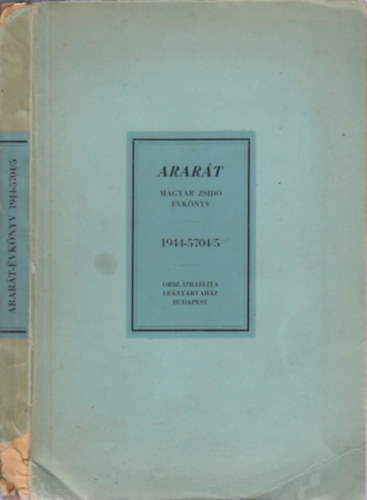 ARARÁT
MAGYAR ZSIDÓ
ÉVKÖNYV
1944-5704/5
ORSZ. IZRAELITA
LEÁNYÁRVAHÁZ
BUDAPEST
ARARÁT-ÉVKÖNYV 1944-5704/5